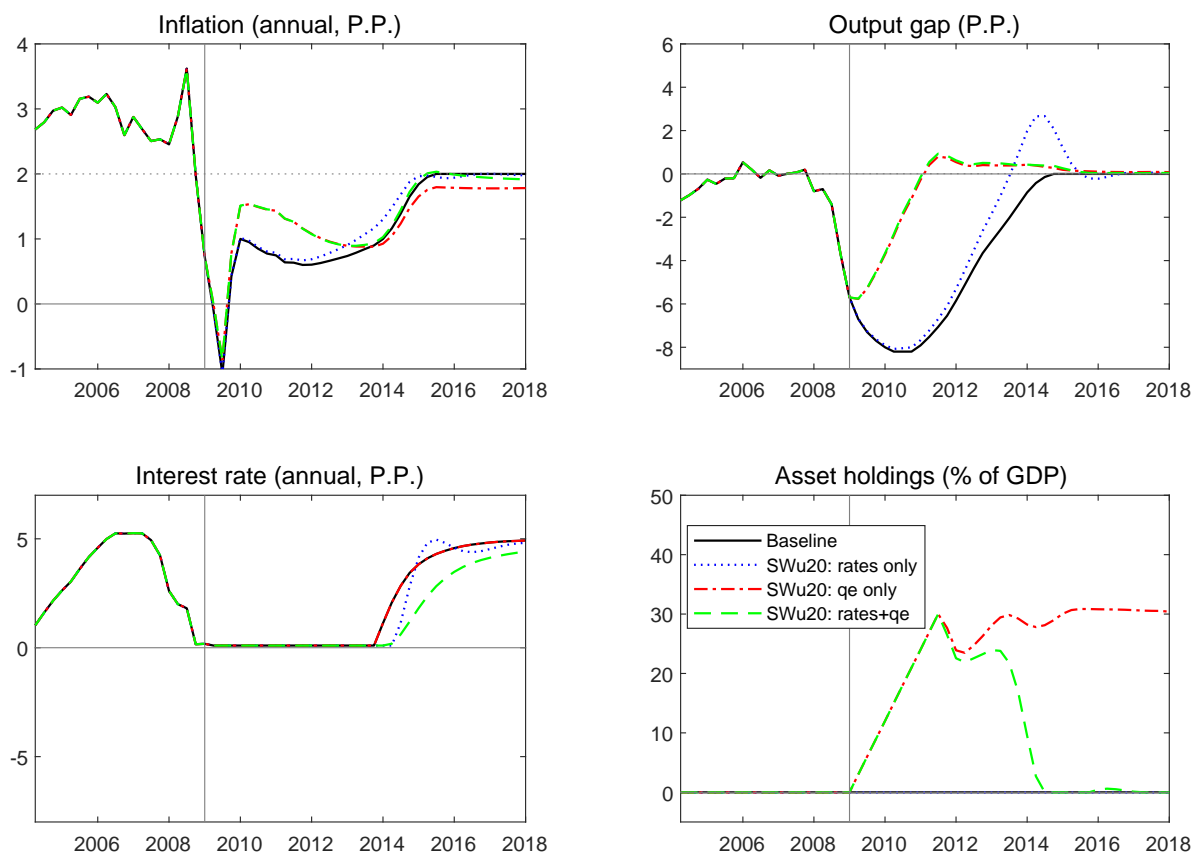 Inflation (annual, P.P.)
4
3
2
1
0
-1
2006 2008 2010 2012 2014 2016 2018
Output gap (P.P.)
6
4
2
0
-2
-4
-6
-8
2006 2008 2010 2012 2014 2016 2018
Interest rate (annual, P.P.)
5
0
-5
2006 2008 2010 2012 2014 2016 2018
Asset holdings (% of GDP)
50
40
30
20
10
0
Baseline
SWu20: rates only
SWu20: qe only
SWu20: rates+qe
2006 2008 2010 2012 2014 2016 2018